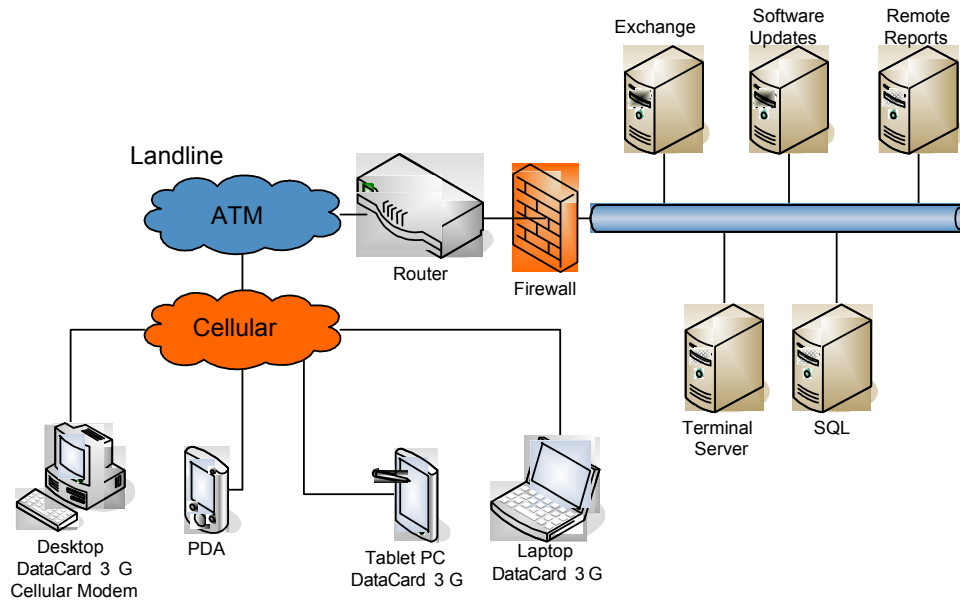 Exchange
Software
Updates
Remote
Reports
Landline
ATM
Router
Firewall
Cellular
Terminal
Server
SQL
Desktop
DataCard 3 G
Cellular Modem
PDA
Tablet PC
DataCard 3 G
Laptop
DataCard 3 G